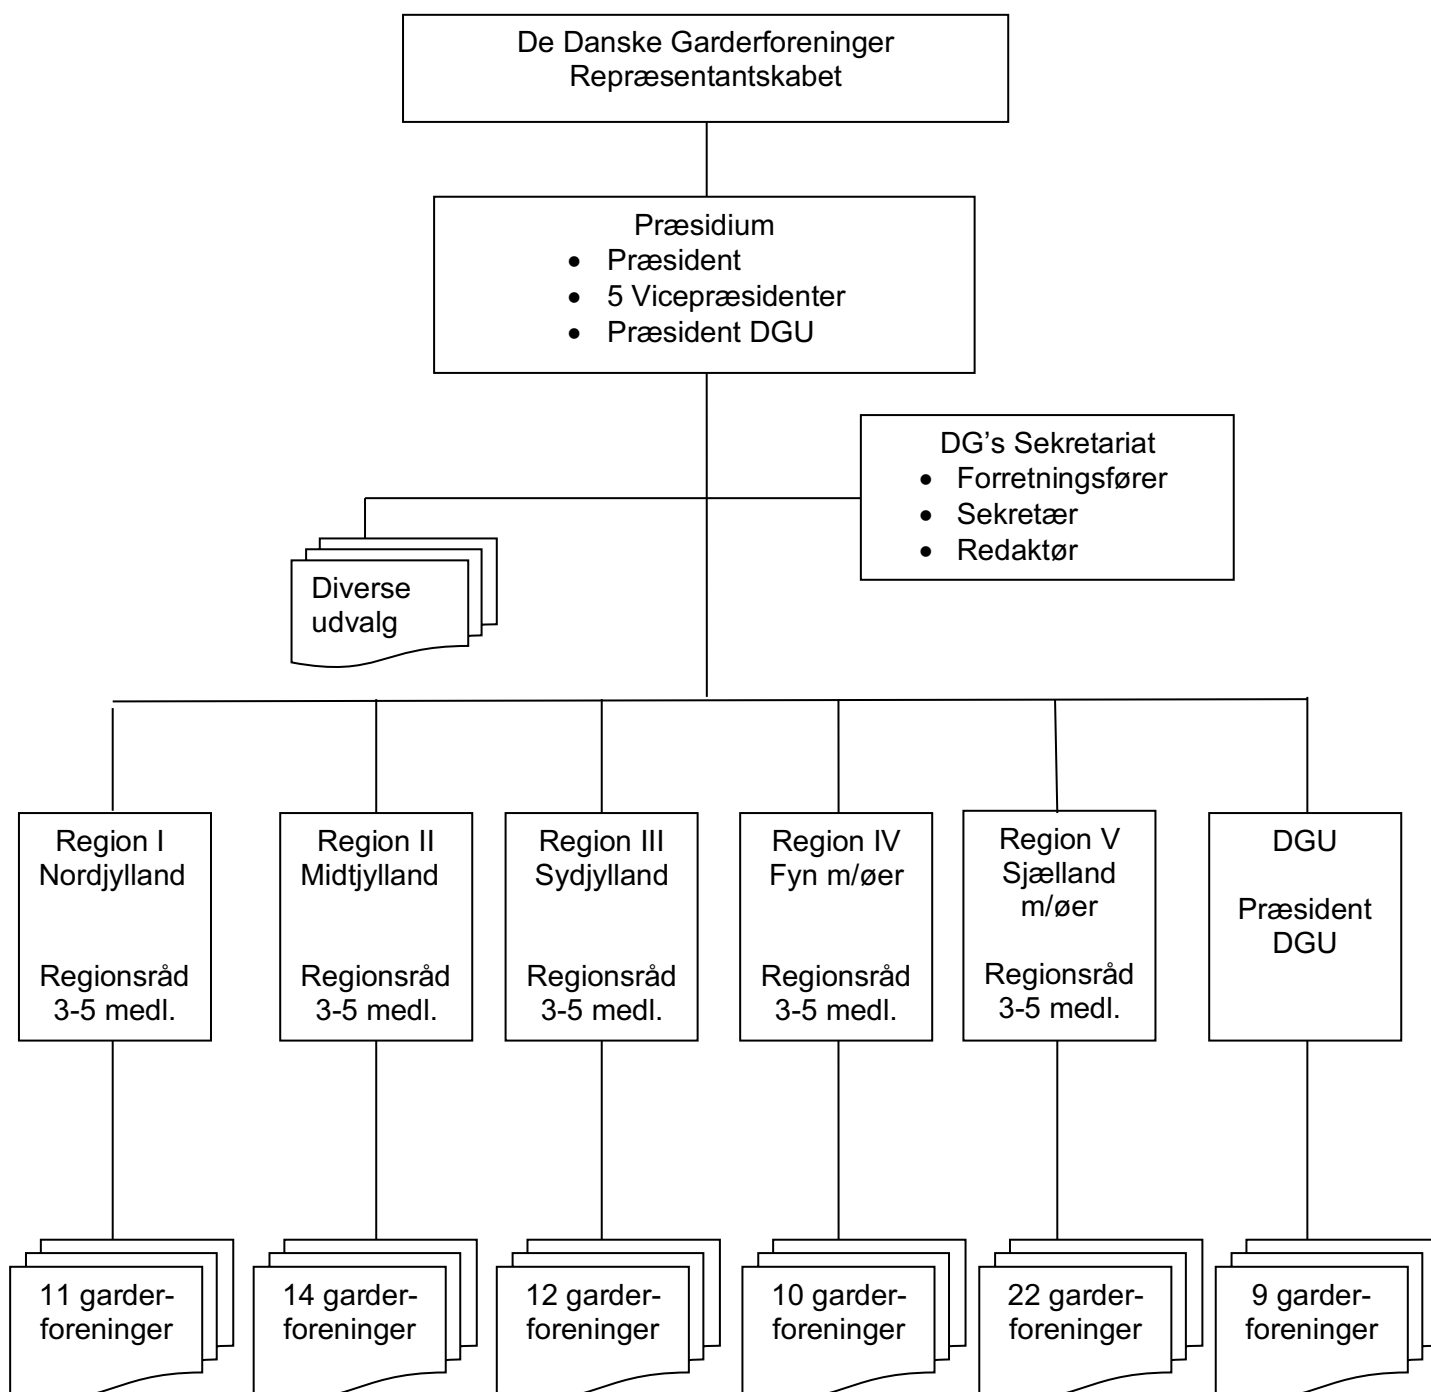 De Danske Garderforeninger
Repræsentantskabet
Præsidium
• Præsident
• 5 Vicepræsidenter
• Præsident DGU
DG's Sekretariat
• Forretningsfører
• Sekretær
• Redaktør
Diverse
udvalg
Region I
Nordjylland
Regionsråd
3-5 medl.
Region II
Midtjylland
Regionsråd
3-5 medl.
Region III
Sydjylland
Regionsråd
3-5 medl.
Region IV
Fyn m/øer
Regionsråd
3-5 medl.
Region V
Sjælland
m/øer
Regionsråd
3-5 medl.
DGU
Præsident
DGU
11 garder-
foreninger
14 garder-
foreninger
12 garder-
foreninger
10 garder-
foreninger
22 garder-
foreninger
9 garder-
foreninger